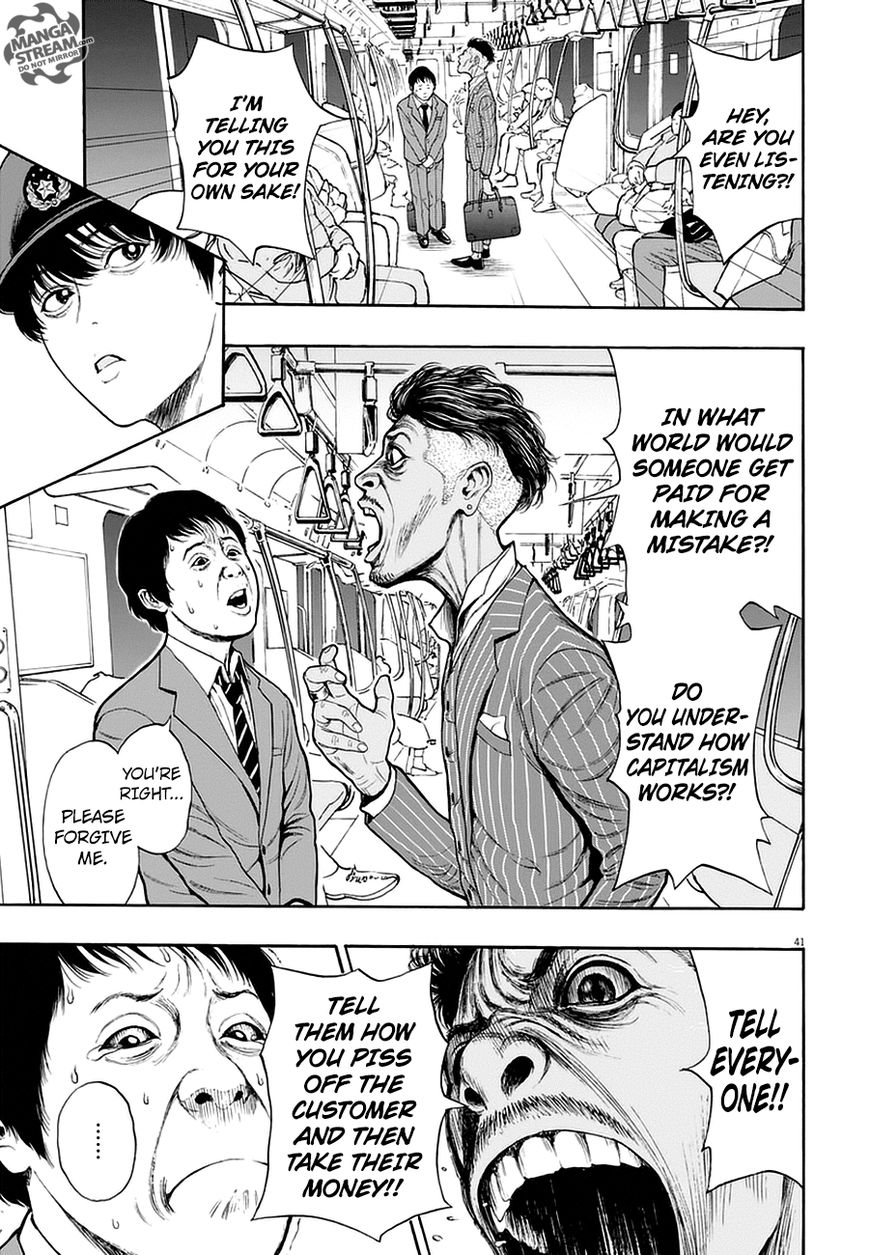 MANGA
STREAM.com
DO NOT MIRROR!
HEY,
ARE YOU
EVEN LIS-
TENING?!
I'M
TELLING
YOU THIS
FOR YOUR
OWN SAKE!
IN WHAT
WORLD WOULD
SOMEONE GET
PAID FOR
MAKING A
MISTAKE?!
DO
YOU UNDER-
STAND HOW
CAPITALISM
WORKS?!
YOU'RE
RIGHT...
PLEASE
FORGIVE
ME.
41
TELL
EVERY-
ONE!!
TELL
THEM HOW
YOU PISS
OFF THE
CUSTOMER
AND THEN
TAKE THEIR
MONEY!!
......